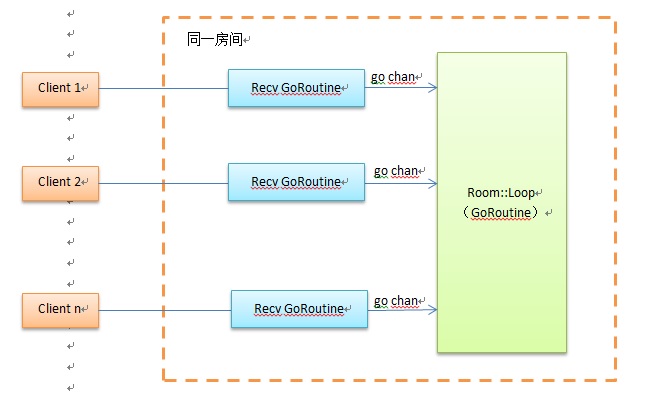 同一房间
Client 1
Recv GoRoutine
go chan
Client 2
Recv GoRoutine
go chan
Room::Loop
（GoRoutine）
Client n
Recv GoRoutine
go chan